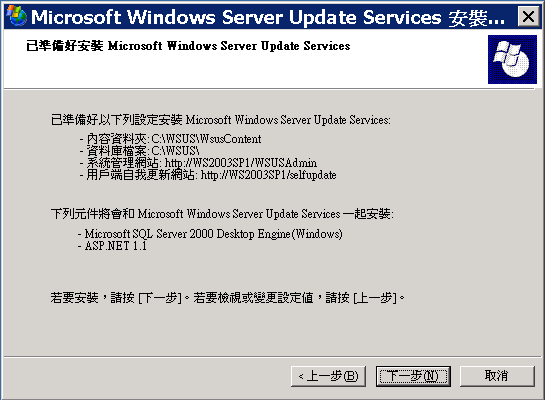 Microsoft Windows Server Update Services 安裝...
已準備好安裝 Microsoft Windows Server Update Services
已準備好以下列設定安裝 Microsoft Windows Server Update Services:
- 內容資料夾: C:\WSUS\WsusContent
- 資料庫檔案: C:\WSUS\
- 系統管理網站: http://WS2003SP1/WSUSAdmin
- 用戶端自我更新網站: http://WS2003SP1/selfupdate
下列元件將會和 Microsoft Windows Server Update Services 一起安裝:
- Microsoft SQL Server 2000 Desktop Engine(Windows)
- ASP.NET 1.1
若要安裝，請按 [下一步]。若要檢視或變更設定值，請按 [上一步]。
< 上一步(B) 下一步(N) 取消